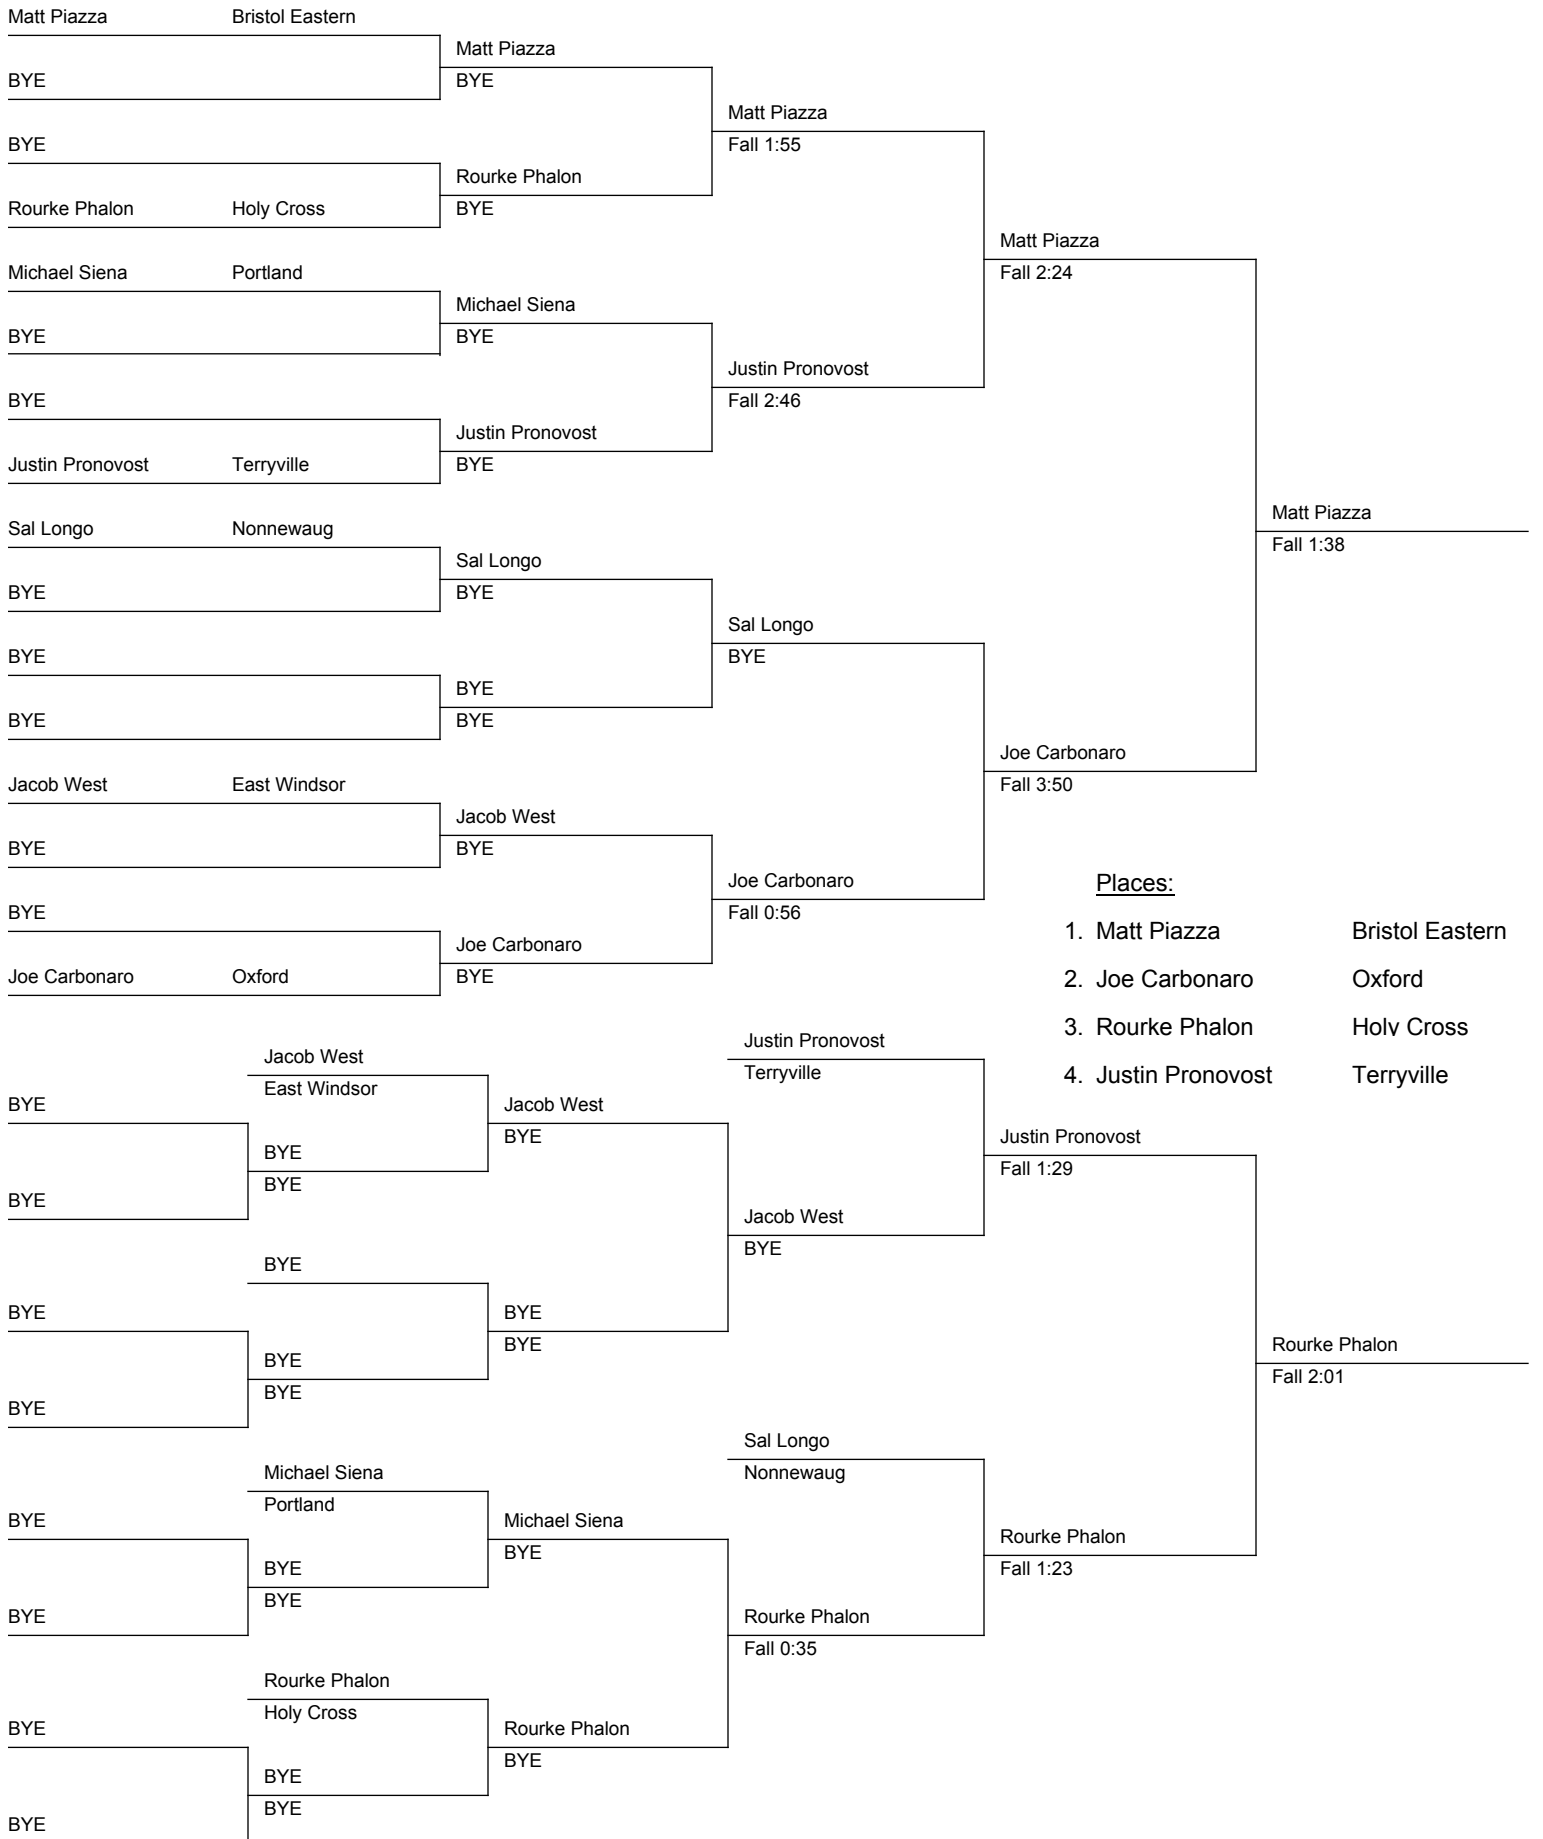 Matt Piazza Bristol Eastern
Matt Piazza
BYE
BYE
Matt Piazza
BYE
Fall 1:55
Rourke Phalon
Rourke Phalon Holy Cross
BYE
Matt Piazza
Michael Siena Portland
Fall 2:24
Michael Siena
BYE
BYE
Justin Pronovost
BYE
Fall 2:46
Justin Pronovost
Justin Pronovost Terryville
BYE
Matt Piazza
Sal Longo Nonnewaug
Fall 1:38
Sal Longo
BYE
BYE
Sal Longo
BYE
BYE
BYE
BYE
BYE
Joe Carbonaro
Jacob West East Windsor
Fall 3:50
Jacob West
BYE
BYE
Places:
Joe Carbonaro
BYE
Fall 0:56
1. Matt Piazza Bristol Eastern
Joe Carbonaro
Joe Carbonaro Oxford
BYE
2. Joe Carbonaro Oxford
3. Rourke Phalon Holy Cross
Justin Pronovost
Jacob West
Terryville
4. Justin Pronovost Terryville
East Windsor
BYE
Jacob West
BYE
Justin Pronovost
BYE
Fall 1:29
BYE
BYE
Jacob West
BYE
BYE
BYE
BYE
BYE
BYE
Rourke Phalon
BYE
Fall 2:01
BYE
BYE
Sal Longo
Michael Siena
Nonnewaug
Portland
BYE
Michael Siena
Rourke Phalon
BYE
BYE
Fall 1:23
BYE
BYE
Rourke Phalon
Fall 0:35
Rourke Phalon
Holy Cross
BYE
Rourke Phalon
BYE
BYE
BYE
BYE